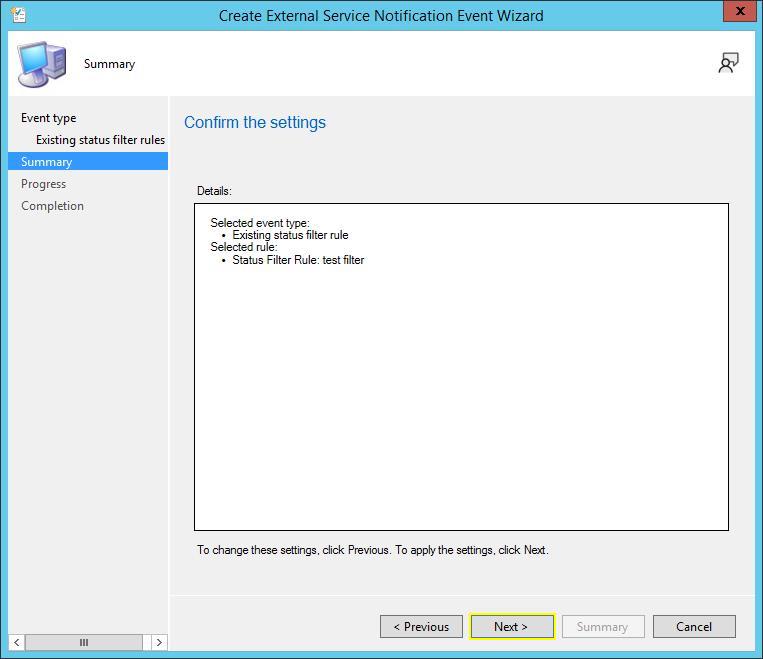 Create External Service Notification Event Wizard
X
Summary
Event type
Existing status filter rules
Summary
Progress
Completion
Confirm the settings
Details:
Selected event type:
• Existing status filter rule
Selected rule:
• Status Filter Rule: test filter
To change these settings, click Previous. To apply the settings, click Next.
< Previous
Next >
Summary
Cancel